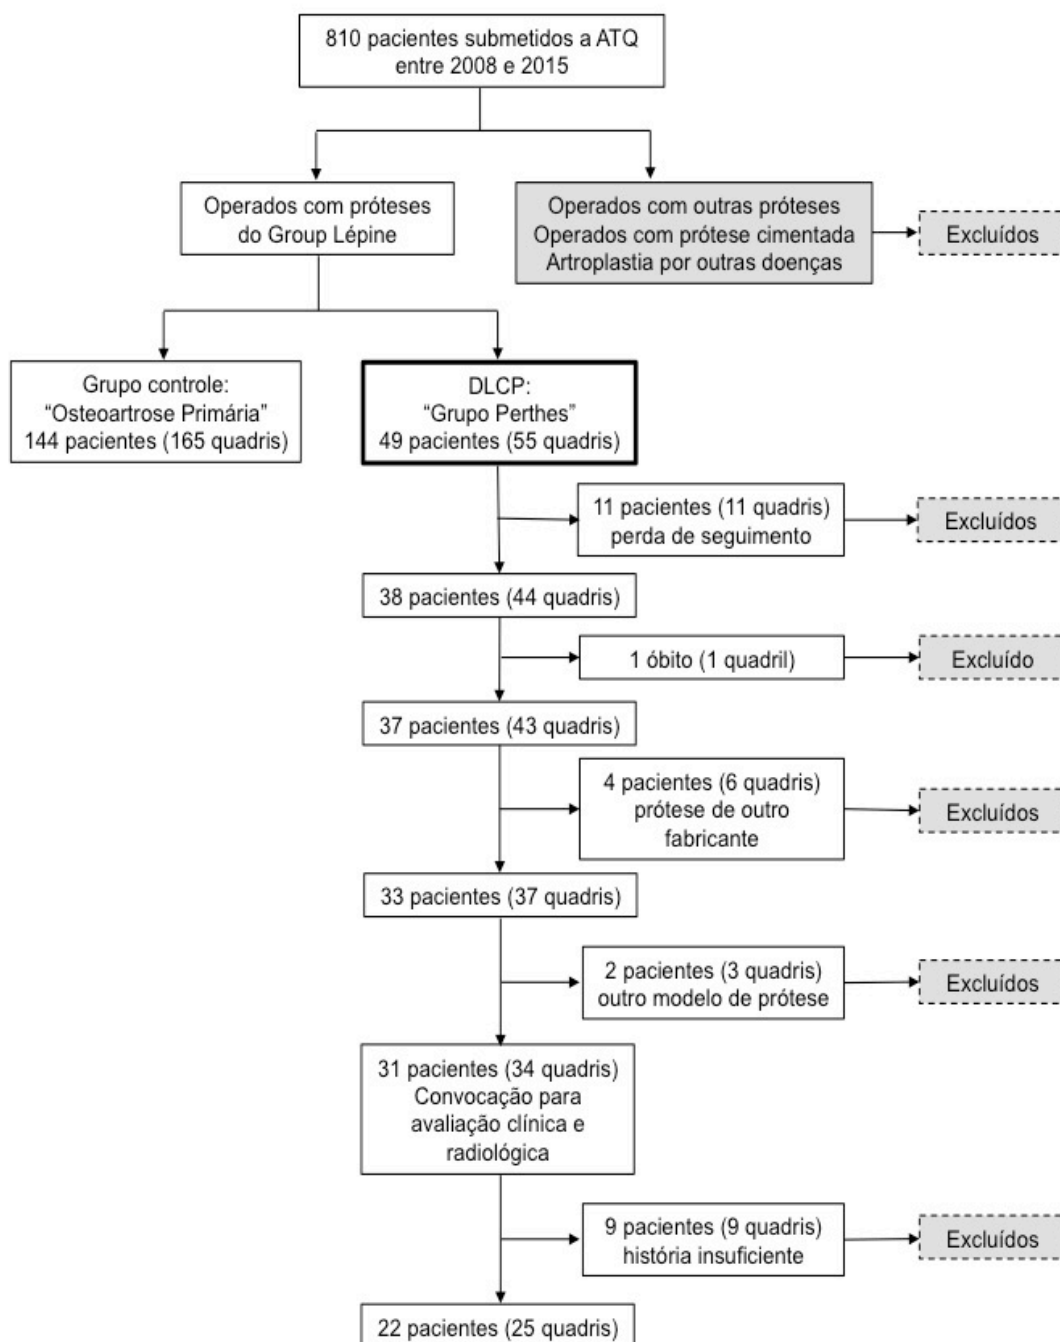 810 pacientes submetidos a ATQ
entre 2008 e 2015
Operados com próteses
do Group Lépine
Operados com outras próteses
Operados com prótese cimentada
Artroplastia por outras doenças
Excluídos
Grupo controle:
“Osteoartrose Primária”
144 pacientes (165 quadris)
DLCP:
“Grupo Perthes”
49 pacientes (55 quadris)
11 pacientes (11 quadris)
perda de seguimento
Excluídos
38 pacientes (44 quadris)
1 óbito (1 quadril)
Excluído
37 pacientes (43 quadris)
4 pacientes (6 quadris)
prótese de outro
fabricante
Excluídos
33 pacientes (37 quadris)
2 pacientes (3 quadris)
outro modelo de prótese
Excluídos
31 pacientes (34 quadris)
Convocação para
avaliação clínica e
radiológica
9 pacientes (9 quadris)
história insuficiente
Excluídos
22 pacientes (25 quadris)